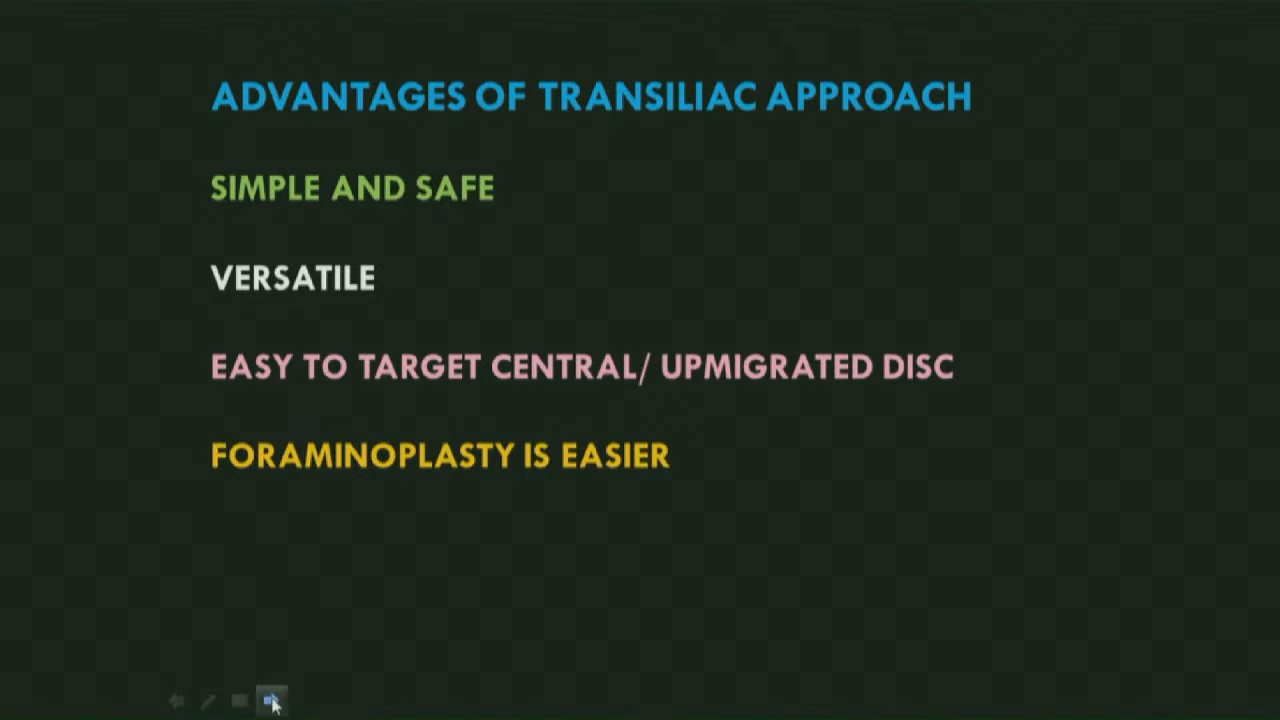 ADVANTAGES OF TRANSILIAC APPROACH
SIMPLE AND SAFE
VERSATILE
EASY TO TARGET CENTRAL/ UPMIGRATED DISC
FORAMINOPLASTY IS EASIER